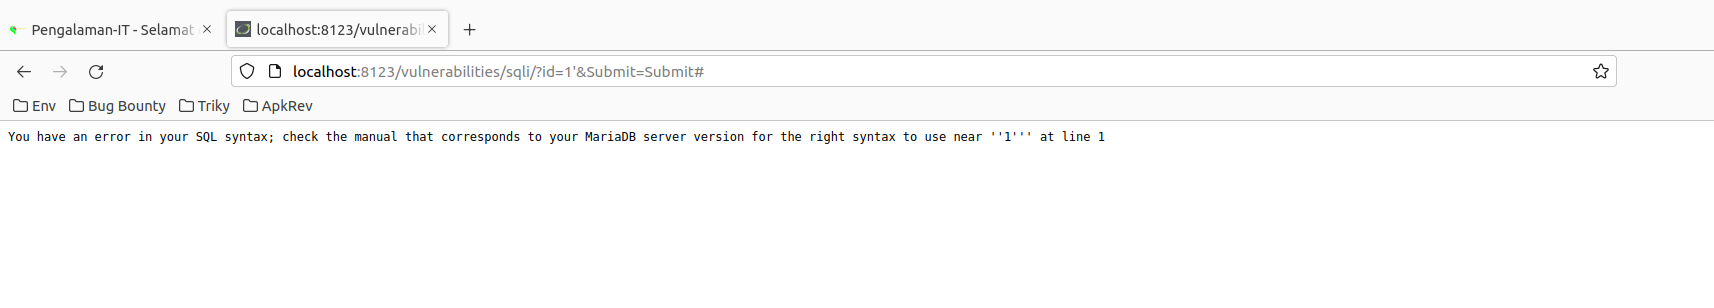 Pengalaman-IT - Selamat
localhost:8123/vulnerabil
localhost:8123/vulnerabilities/sqli/?id=1'&Submit=Submit#
Env Bug Bounty Triky ApkRev
You have an error in your SQL syntax; check the manual that corresponds to your MariaDB server version for the right syntax to use near ''1''' at line 1